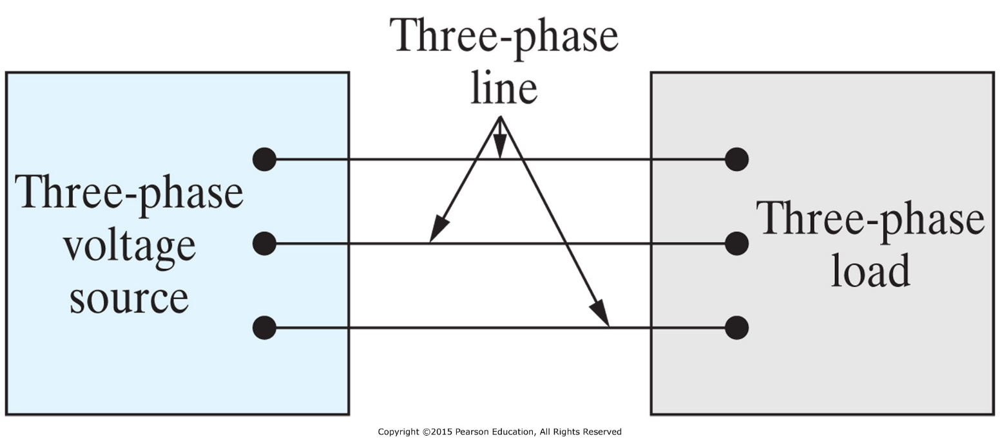 Three-phase
line
Three-phase
voltage
source
Three-phase
load
Copyright ©2015 Pearson Education, All Rights Reserved